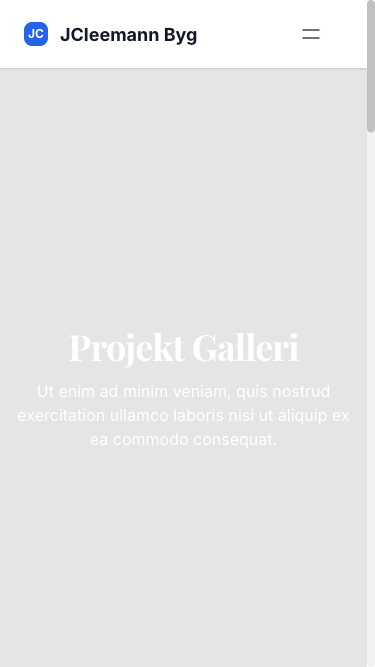 JC
JCleemann Byg
Projekt Galleri
Ut enim ad minim veniam, quis nostrud
exercitation ullamco laboris nisi ut aliquip ex
ea commodo consequat.